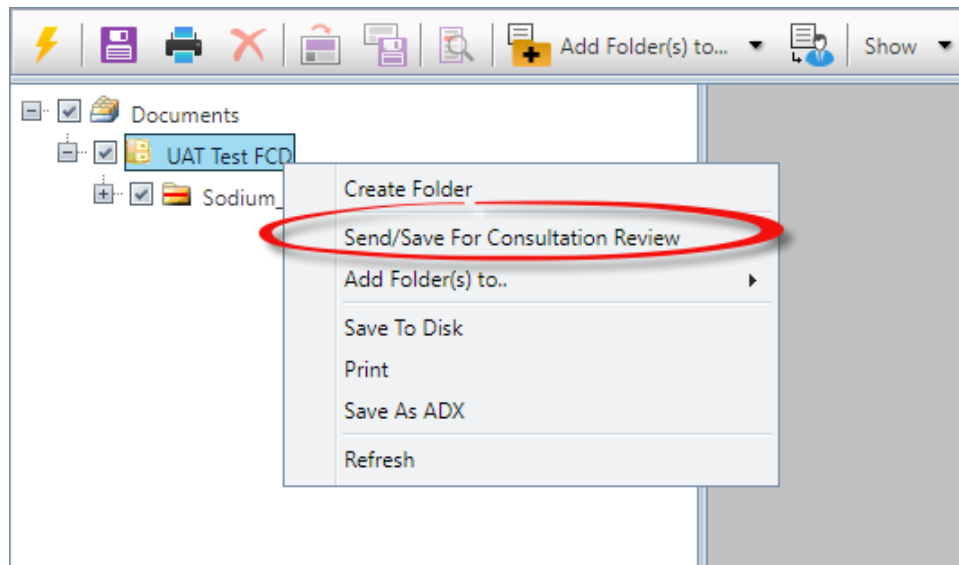 Add Folder(s) to...
Show
Documents
UAT Test FCD
Sodium_
Create Folder
Send/Save For Consultation Review
Add Folder(s) to..
Save To Disk
Print
Save As ADX
Refresh